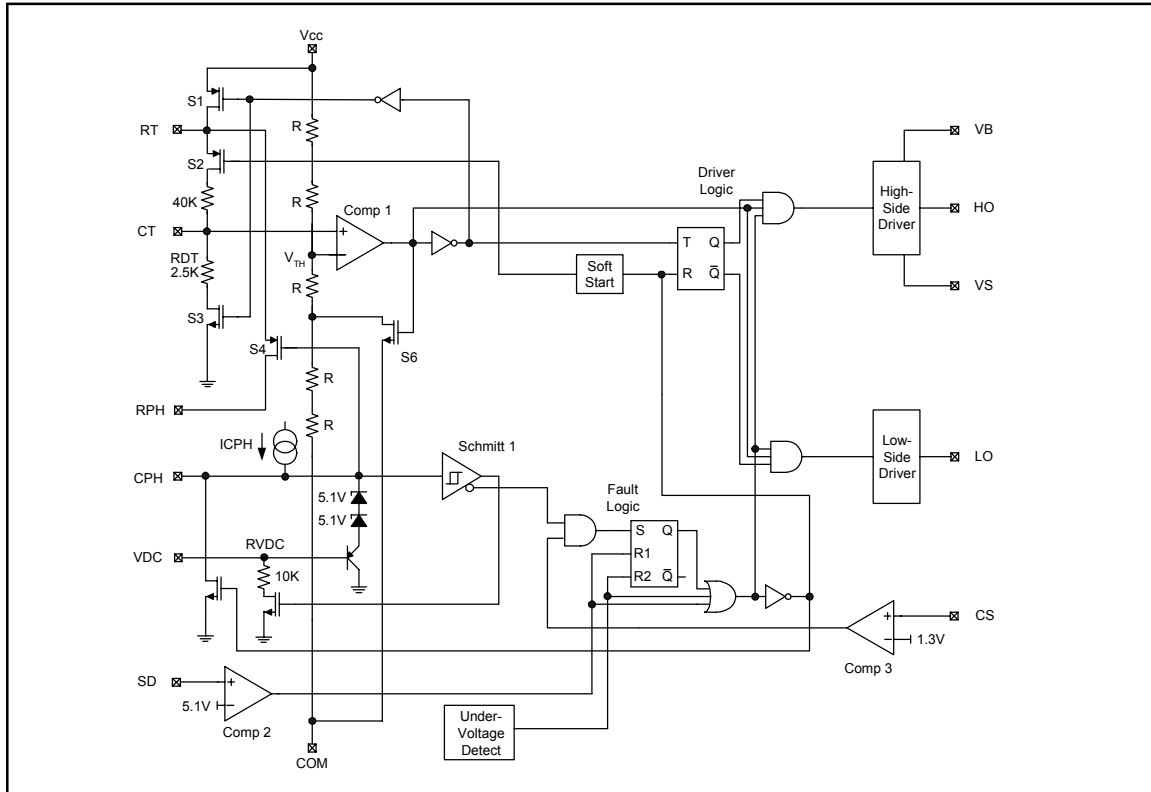 Vcc
S1
R
RT
VB
S2
Driver
Logic
High-
Side
Driver
40K
R
Comp 1
HO
CT
+
VTH
−
T Q
R Q̅
RDT
2.5K
R
Soft
Start
VS
S3
S4
S6
R
RPH
R
ICPH
Schmitt 1
Low-
Side
Driver
LO
CPH
5.1V
5.1V
Fault
Logic
S Q
R1
R2 Q̅
VDC
RVDC
10K
CS
+
−
1.3V
Comp 3
SD
+
5.1V
−
Comp 2
Under-
Voltage
Detect
COM